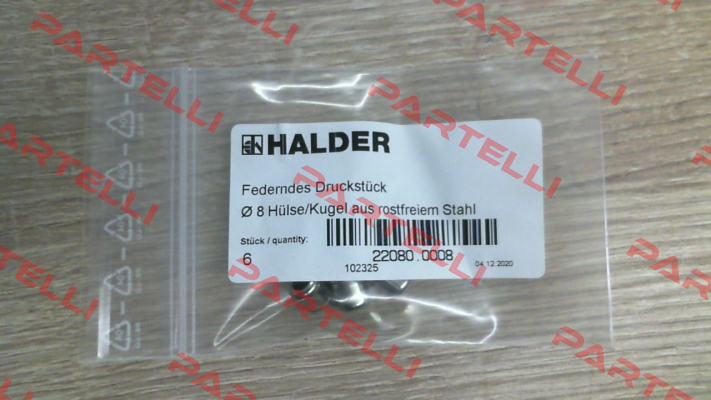 HALDER
Federndes Druckstück
Ø 8 Hülse/Kugel aus rostfreiem Stahl
Stück / quantity:
6
22080.0008
102325
04.12.2020
PARTELLI
PARTELLI
PARTELLI
PARTELLI
PARTELLI
PARTELLI
PARTELLI